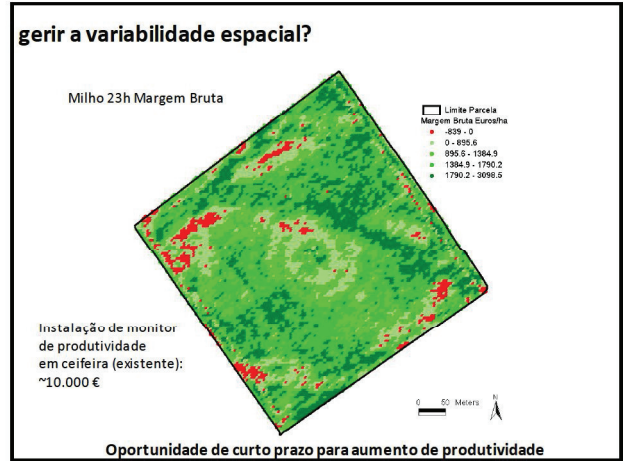 gerir a variabilidade espacial?
Milho 23h Margem Bruta
Limite Parcela
Margem Bruta Euros/ha
-839 - 0
0 - 895.6
895.6 - 1384.9
1384.9 - 1790.2
1790.2 - 3098.5
Instalação de monitor
de produtividade
em ceifeira (existente):
~10.000 €
0 50 Meters
N
Oportunidade de curto prazo para aumento de produtividade